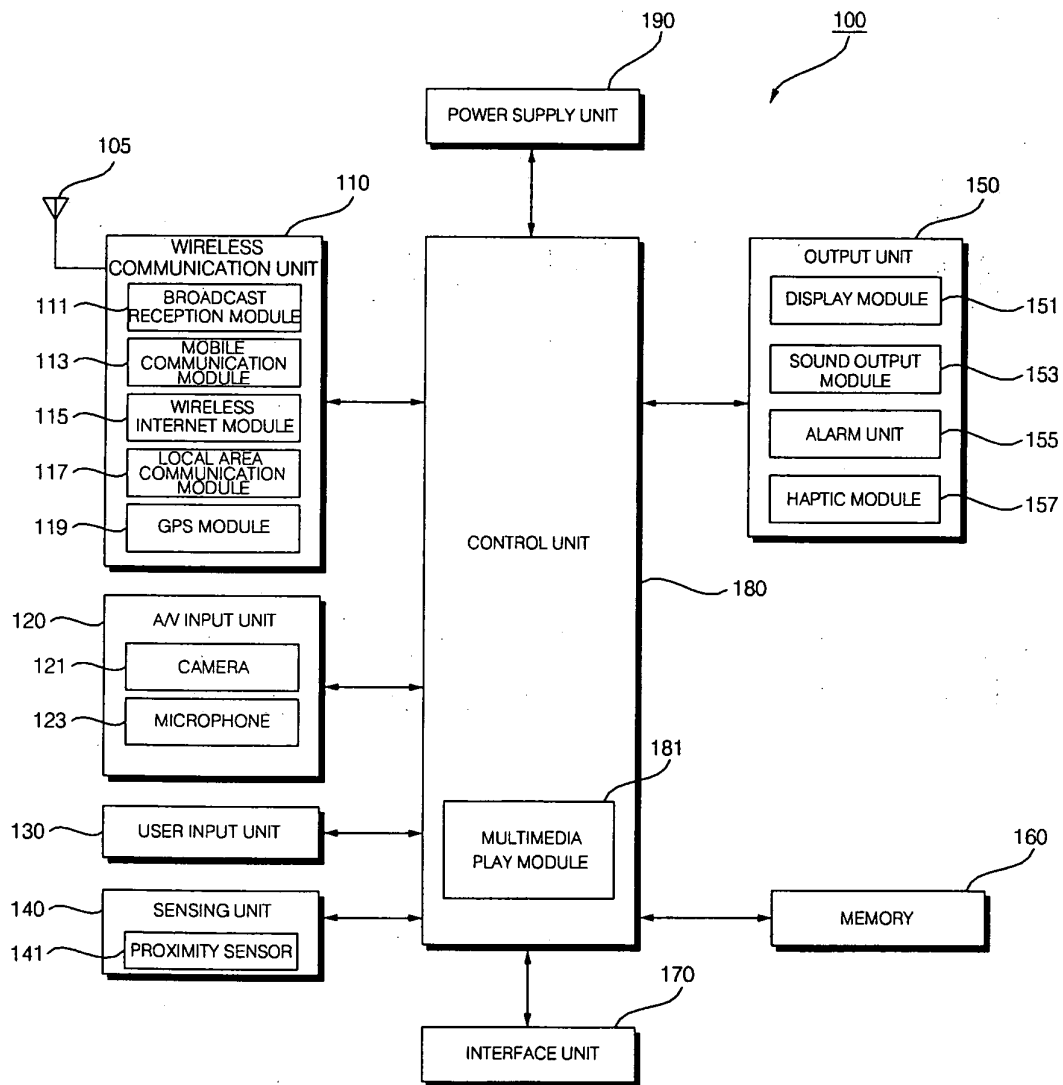 100
190
POWER SUPPLY UNIT
105
110
WIRELESS
COMMUNICATION UNIT
111
BROADCAST
RECEPTION MODULE
113
MOBILE
COMMUNICATION
MODULE
115
WIRELESS
INTERNET MODULE
117
LOCAL AREA
COMMUNICATION
MODULE
119
GPS MODULE
120
A/V INPUT UNIT
121
CAMERA
123
MICROPHONE
130
USER INPUT UNIT
140
SENSING UNIT
141
PROXIMITY SENSOR
CONTROL UNIT
180
181
MULTIMEDIA
PLAY MODULE
150
OUTPUT UNIT
DISPLAY MODULE
151
SOUND OUTPUT
MODULE
153
ALARM UNIT
155
HAPTIC MODULE
157
160
MEMORY
170
INTERFACE UNIT